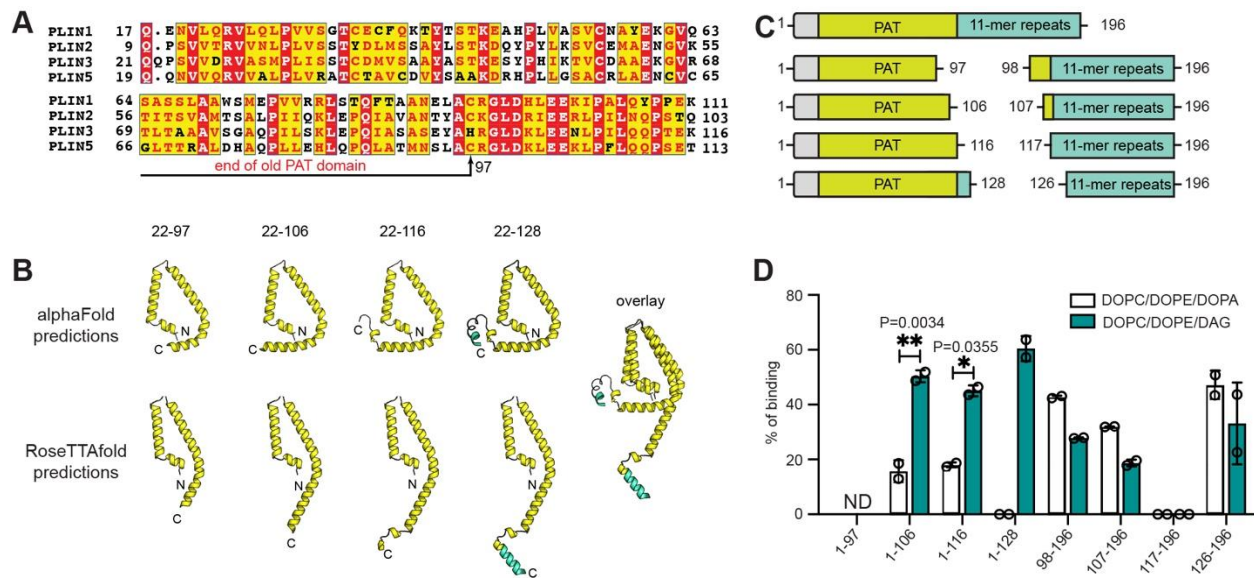 A
PLIN1 17 Q.ENVLQRVLQLPVVSGTCECFQKTYTSTKEAHPLVASVCNAYEKGVQ 63
PLIN2 9 Q.PSVVTRVVNLPLVSSTYDLMSSAYLSTKDQYPYLKSVCEMAENGVK 55
PLIN3 21 QQPSVVDRVASMPLISSTCDMVSAAYASTKESYPHIKTVCDAAEKGVR 68
PLIN5 19 Q.QNVVQRVVALPLVRATCTAVCDVYSAAKDRHPLLGSACRLAENCVC 65
PLIN1 64 SASSLAAWSMEPVVRRLSTQFTAANELACRGLDHLEEKIPALQYPPEK 111
PLIN2 56 TITSVAMTSALPIIQKLEPQIAVANTYACKGLDRIEERLPILNQPSTQ 103
PLIN3 69 TLTAAAVSGAQPILSKLEPQIASASEYAHRGLDKLEENLPILQQPTEK 116
PLIN5 66 GLTTRALDHAQPLLEHLQPQLATMNSLACRGLDKLEEKLPFLQQPSET 113
end of old PAT domain
97
B
22-97 22-106 22-116 22-128
alphaFold
predictions
N C
N C
N C
N C
overlay
RoseTTAfold
predictions
N C
N C
N C
N C
C
1 PAT 11-mer repeats 196
1 PAT 97 98 11-mer repeats 196
1 PAT 106 107 11-mer repeats 196
1 PAT 116 117 11-mer repeats 196
1 PAT 128 126 11-mer repeats 196
D
DOPC/DOPE/DOPA
DOPC/DOPE/DAG
P=0.0034
**
P=0.0355
*
% of binding
80
60
40
20
0
ND
1-97 1-106 1-116 1-128 98-196 107-196 117-196 126-196